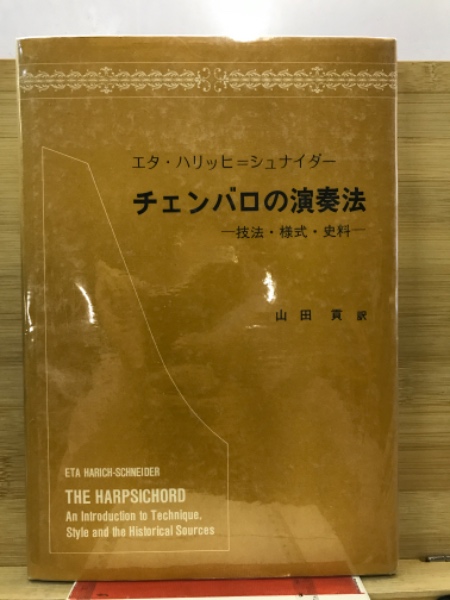 エタ・ハリッヒ＝シュナイダー
チェンバロの演奏法
―技法・様式・史料―
山田 貢 訳
ETA HARICH-SCHNEIDER
THE HARPSICHORD
An Introduction to Technique,
Style and the Historical Sources